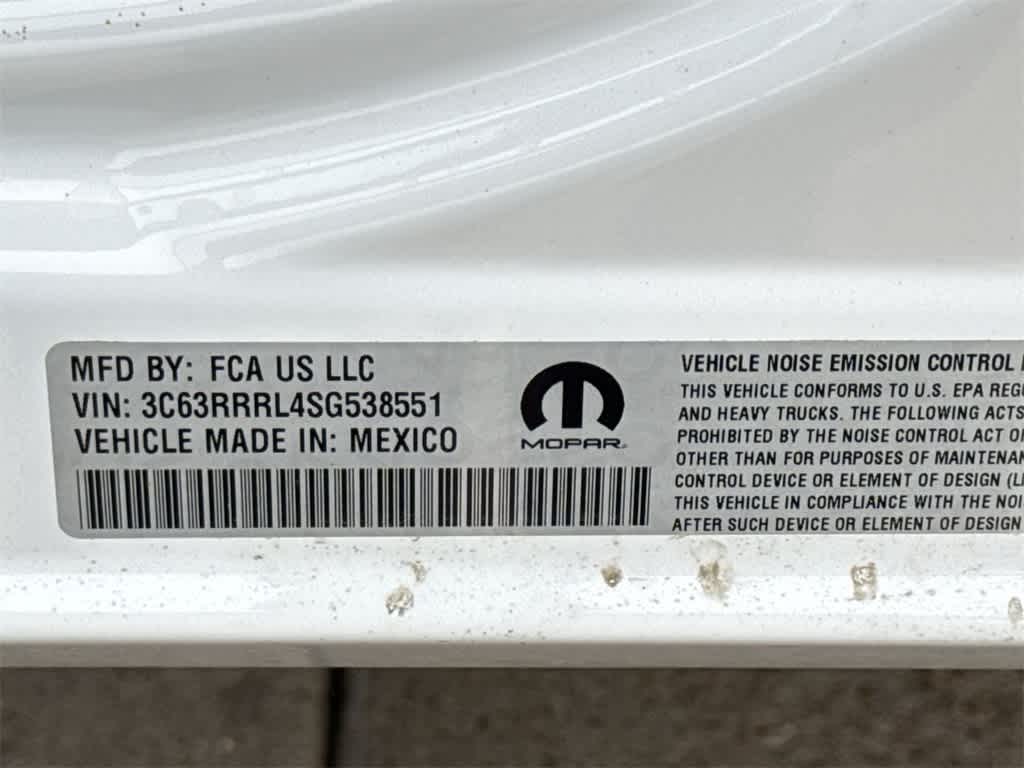 MFD BY: FCA US LLC
VIN: 3C63RRRL4SG538551
VEHICLE MADE IN: MEXICO
MOPAR
VEHICLE NOISE EMISSION CONTROL
THIS VEHICLE CONFORMS TO U.S. EPA REGU
AND HEAVY TRUCKS. THE FOLLOWING ACTS
PROHIBITED BY THE NOISE CONTROL ACT O
OTHER THAN FOR PURPOSES OF MAINTENAN
CONTROL DEVICE OR ELEMENT OF DESIGN (L
THIS VEHICLE IN COMPLIANCE WITH THE NOI
AFTER SUCH DEVICE OR ELEMENT OF DESIGN